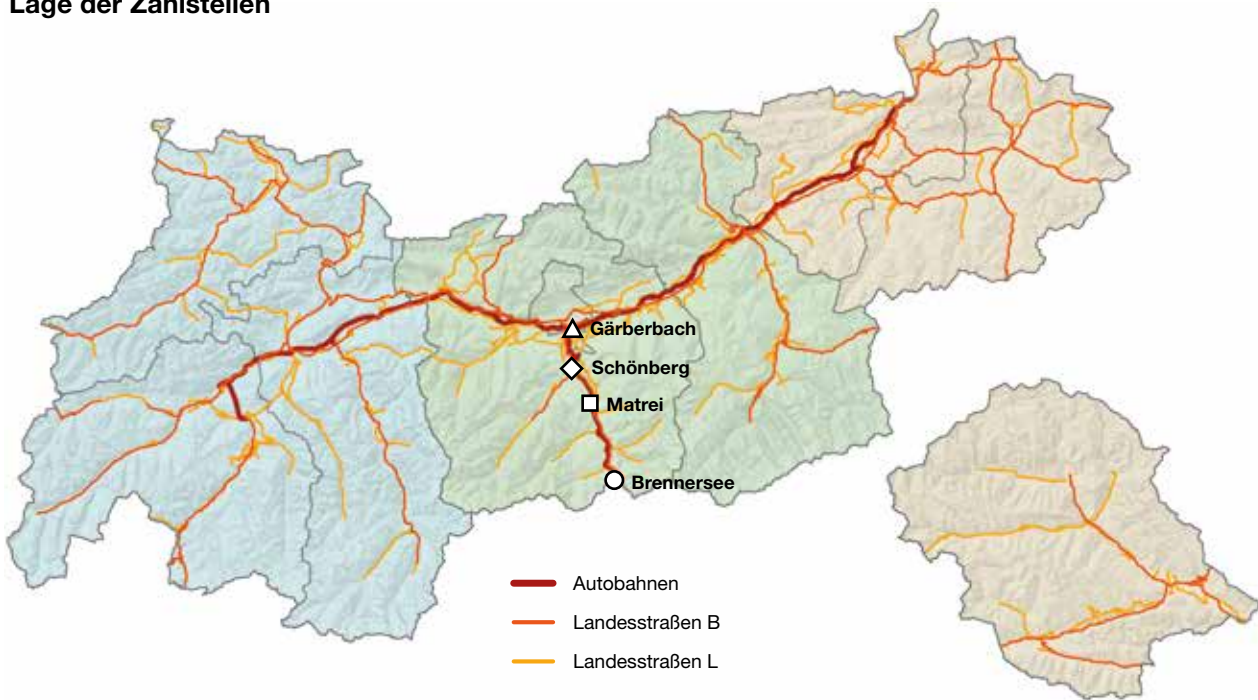 Lage der Zählstellen
Gärberbach
Schönberg
Matrei
Brennersee
Autobahnen
Landesstraßen B
Landesstraßen L